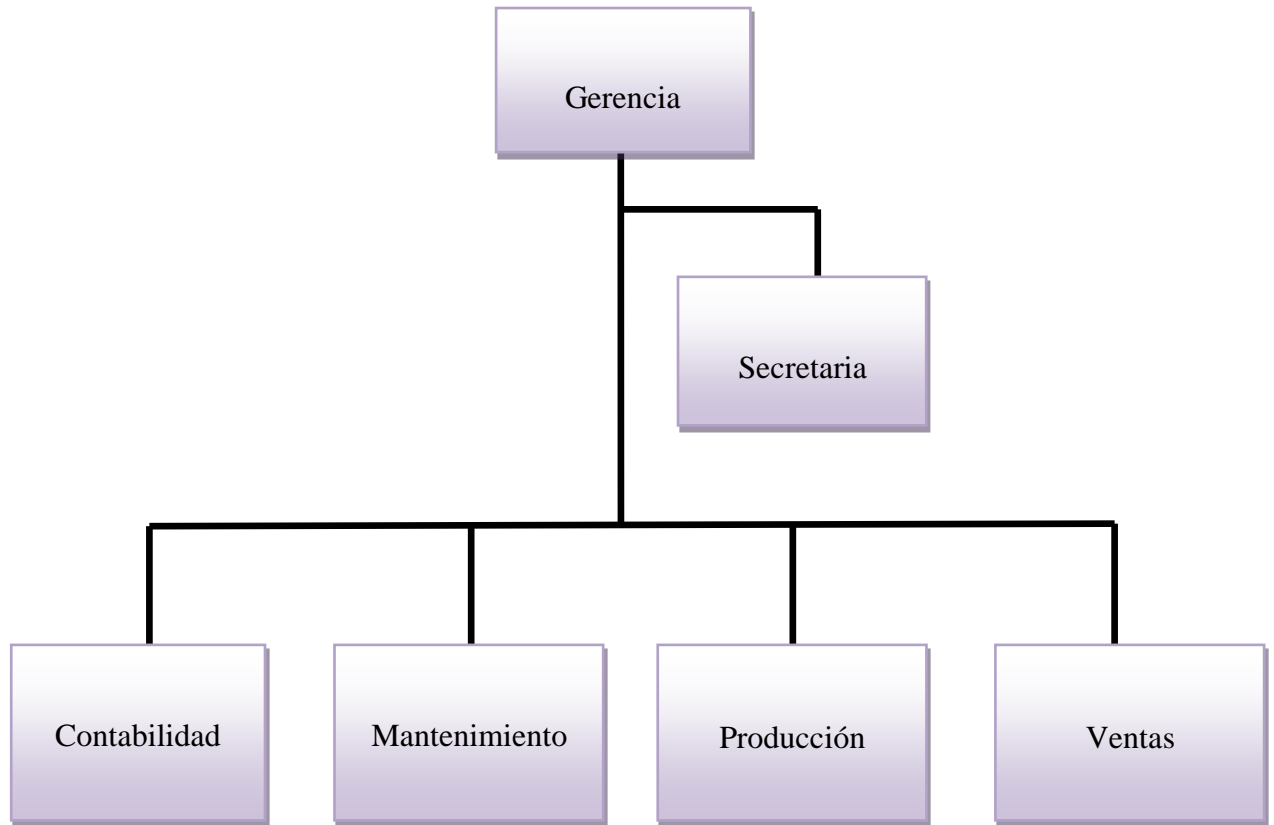 Gerencia
Secretaria
Contabilidad
Mantenimiento
Producción
Ventas